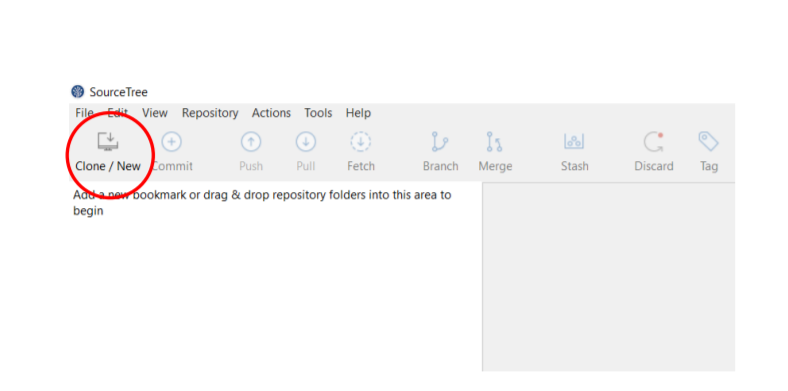 SourceTree
File Edit View Repository Actions Tools Help
Clone / New Commit Push Pull Fetch Branch Merge Stash Discard Tag
Add a new bookmark or drag & drop repository folders into this area to
begin